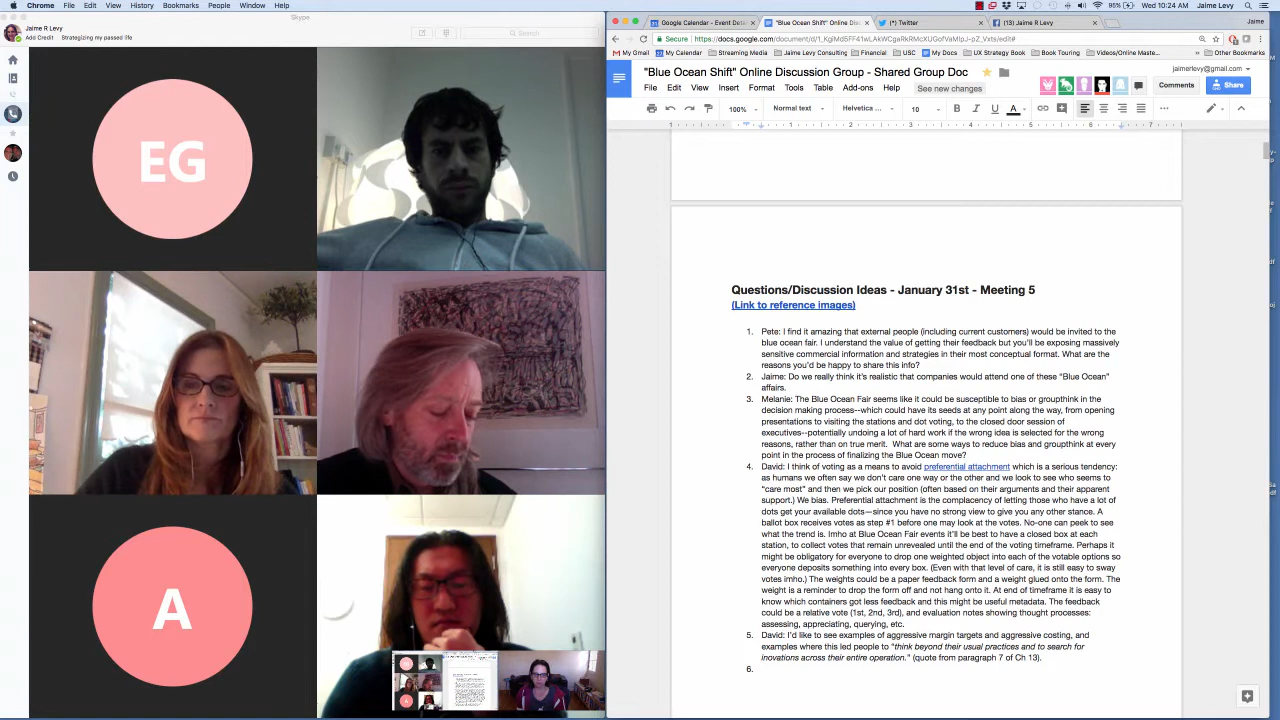 Chrome File Edit View History Bookmarks People Window Help
95% Wed 10:24 AM Jaime Levy
Skype
Jaime R Levy
Add Credit Strategizing my passed life
Search
EG
A
Google Calendar - Event Deta
"Blue Ocean Shift" Online Disc
(*) Twitter
(13) Jaime R Levy
Jaime
Secure
My Gmail My Calendar Streaming Media Jaime Levy Consulting Financial USC My Docs UX Strategy Book Book Touring Videos/Online Maste... Other Bookmarks
"Blue Ocean Shift" Online Discussion Group - Shared Group Doc
jaimerlevy@gmail.com
File Edit View Insert Format Tools Table Add-ons Help See new changes
Comments Share
100% Normal text Helvetica ... 10 B I U A
1 1 2 3 4 5 6 7
Questions/Discussion Ideas - January 31st - Meeting 5
(Link to reference images)
1. Pete: I find it amazing that external people (including current customers) would be invited to the
blue ocean fair. I understand the value of getting their feedback but you'll be exposing massively
sensitive commercial information and strategies in their most conceptual format. What are the
reasons you'd be happy to share this info?
2. Jaime: Do we really think it's realistic that companies would attend one of these "Blue Ocean"
affairs.
3. Melanie: The Blue Ocean Fair seems like it could be susceptible to bias or groupthink in the
decision making process--which could have its seeds at any point along the way, from opening
presentations to visiting the stations and dot voting, to the closed door session of
executives--potentially undoing a lot of hard work if the wrong idea is selected for the wrong
reasons, rather than on true merit. What are some ways to reduce bias and groupthink at every
point in the process of finalizing the Blue Ocean move?
4. David: I think of voting as a means to avoid preferential attachment which is a serious tendency:
as humans we often say we don't care one way or the other and we look to see who seems to
"care most" and then we pick our position (often based on their arguments and their apparent
support.) We bias. Preferential attachment is the complacency of letting those who have a lot of
dots get your available dots—since you have no strong view to give you any other stance. A
ballot box receives votes as step #1 before one may look at the votes. No-one can peek to see
what the trend is. Imho at Blue Ocean Fair events it'll be best to have a closed box at each
station, to collect votes that remain unrevealed until the end of the voting timeframe. Perhaps it
might be obligatory for everyone to drop one weighted object into each of the votable options so
everyone deposits something into every box. (Even with that level of care, it is still easy to sway
votes imho.) The weights could be a paper feedback form and a weight glued onto the form. The
weight is a reminder to drop the form off and not hang onto it. At end of timeframe it is easy to
know which containers got less feedback and this might be useful metadata. The feedback
could be a relative vote (1st, 2nd, 3rd), and evaluation notes showing thought processes:
assessing, appreciating, querying, etc.
5. David: I'd like to see examples of aggressive margin targets and aggressive costing, and
examples where this led people to "think beyond their usual practices and to search for
inovations across their entire operation." (quote from paragraph 7 of Ch 13).
6.